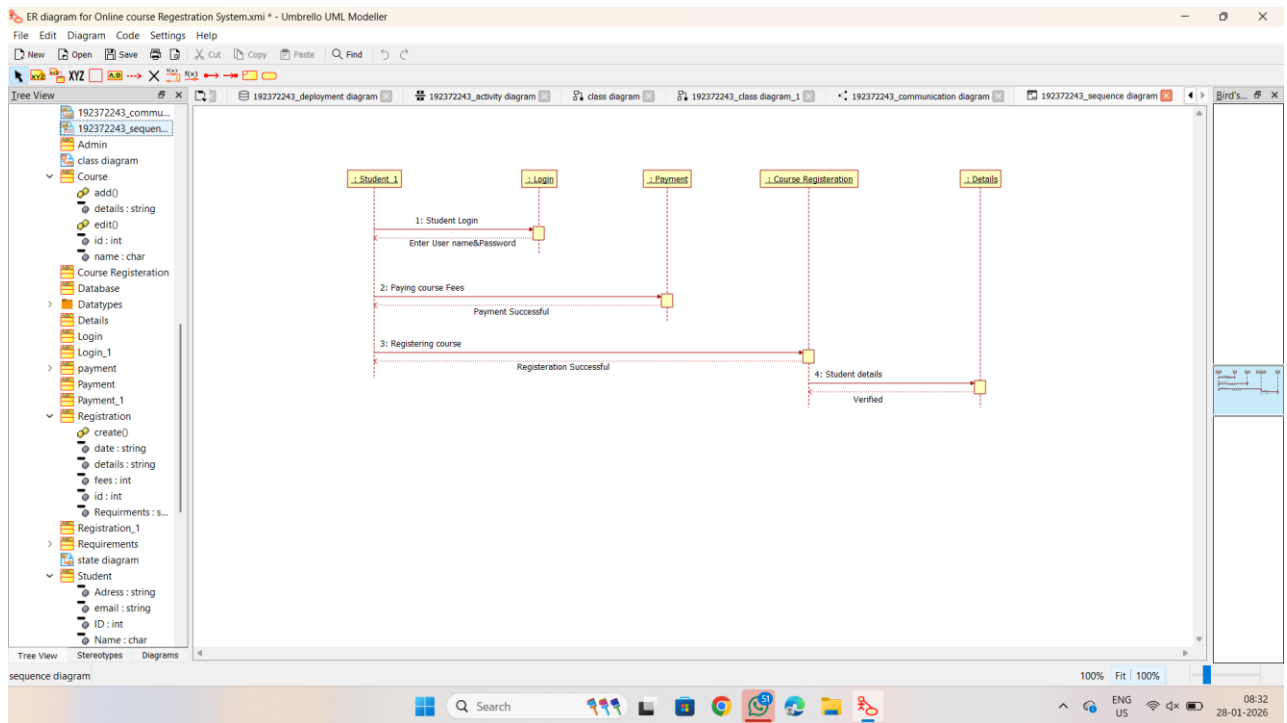 ER diagram for Online course Regestration System.xmi * - Umbrello UML Modeller
File Edit Diagram Code Settings Help
New Open Save Cut Copy Paste Find
XYZ A.B
Tree View
192372243_deployment diagram 192372243_activity diagram class diagram 192372243_class diagram_1 192372243_communication diagram 192372243_sequence diagram
Bird's...
192372243_commu...
192372243_sequen...
Admin
class diagram
Course
add()
details : string
edit()
id : int
name : char
Course Registeration
Database
Datatypes
Details
Login
Login_1
payment
Payment
Payment_1
Registration
create()
date : string
details : string
fees : int
id : int
Requirments : s...
Registration_1
Requirements
state diagram
Student
Adress : string
email : string
ID : int
Name : char
Tree View Stereotypes Diagrams
: Student_1 : Login : Payment : Course Registeration : Details
1: Student Login
Enter User name&Password
2: Paying course Fees
Payment Successful
3: Registering course
Registeration Successful
4: Student details
Verified
sequence diagram
100% Fit 100%
Search
51
ENG
US
08:32
28-01-2026